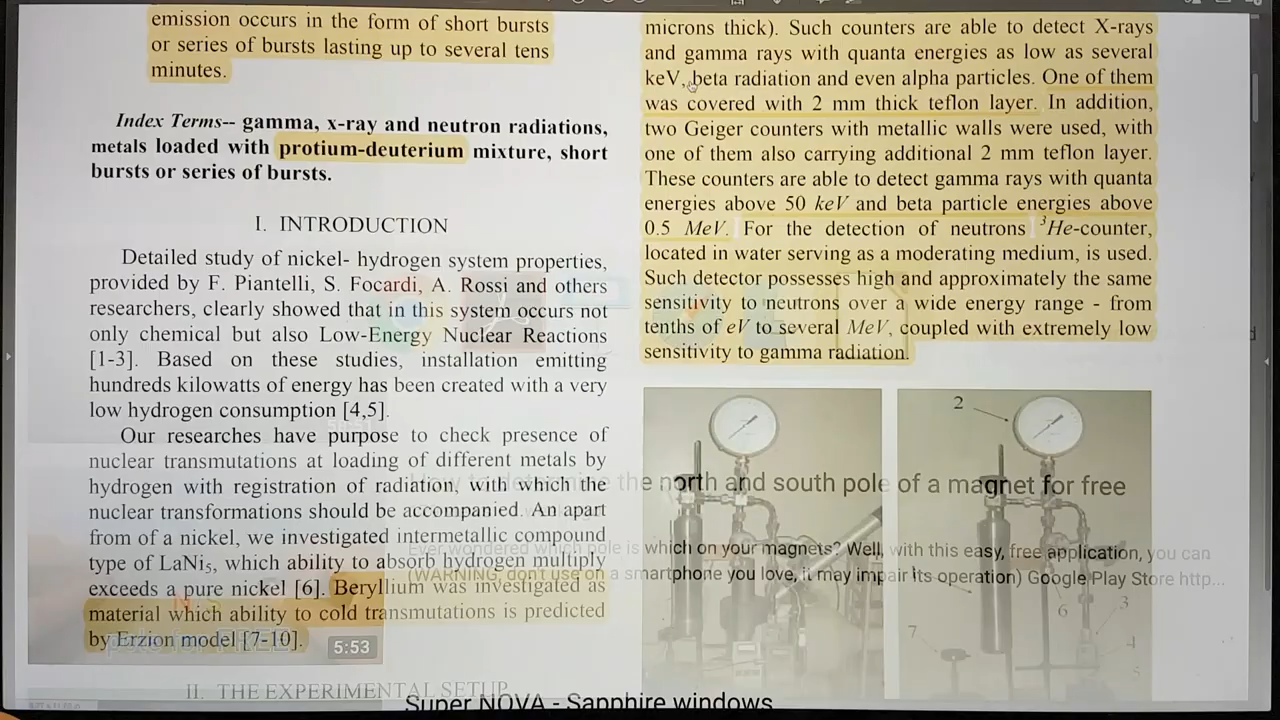 emission occurs in the form of short bursts
or series of bursts lasting up to several tens
minutes.
Index Terms-- gamma, x-ray and neutron radiations,
metals loaded with protium-deuterium mixture, short
bursts or series of bursts.
I. INTRODUCTION
Detailed study of nickel- hydrogen system properties,
provided by F. Piantelli, S. Focardi, A. Rossi and others
researchers, clearly showed that in this system occurs not
only chemical but also Low-Energy Nuclear Reactions
[1-3]. Based on these studies, installation emitting
hundreds kilowatts of energy has been created with a very
low hydrogen consumption [4,5].
Our researches have purpose to check presence of
nuclear transmutations at loading of different metals by
hydrogen with registration of radiation, with which the
nuclear transformations should be accompanied. An apart
from of a nickel, we investigated intermetallic compound
type of LaNi5, which ability to absorb hydrogen multiply
exceeds a pure nickel [6]. Beryllium was investigated as
material which ability to cold transmutations is predicted
by Erzion model [7-10].
5:53
II. THE EXPERIMENTAL SETUP
microns thick). Such counters are able to detect X-rays
and gamma rays with quanta energies as low as several
keV, beta radiation and even alpha particles. One of them
was covered with 2 mm thick teflon layer. In addition,
two Geiger counters with metallic walls were used, with
one of them also carrying additional 2 mm teflon layer.
These counters are able to detect gamma rays with quanta
energies above 50 keV and beta particle energies above
0.5 MeV. For the detection of neutrons 3He-counter,
located in water serving as a moderating medium, is used.
Such detector possesses high and approximately the same
sensitivity to neutrons over a wide energy range - from
tenths of eV to several MeV, coupled with extremely low
sensitivity to gamma radiation.
2
6
3
7
4
5
the north and south pole of a magnet for free
Ever wondered which pole is which on your magnets? Well, with this easy, free application, you can
(WARNING, don't use on a smartphone you love, it may impair its operation) Google Play Store http...
Super NOVA - Sapphire windows